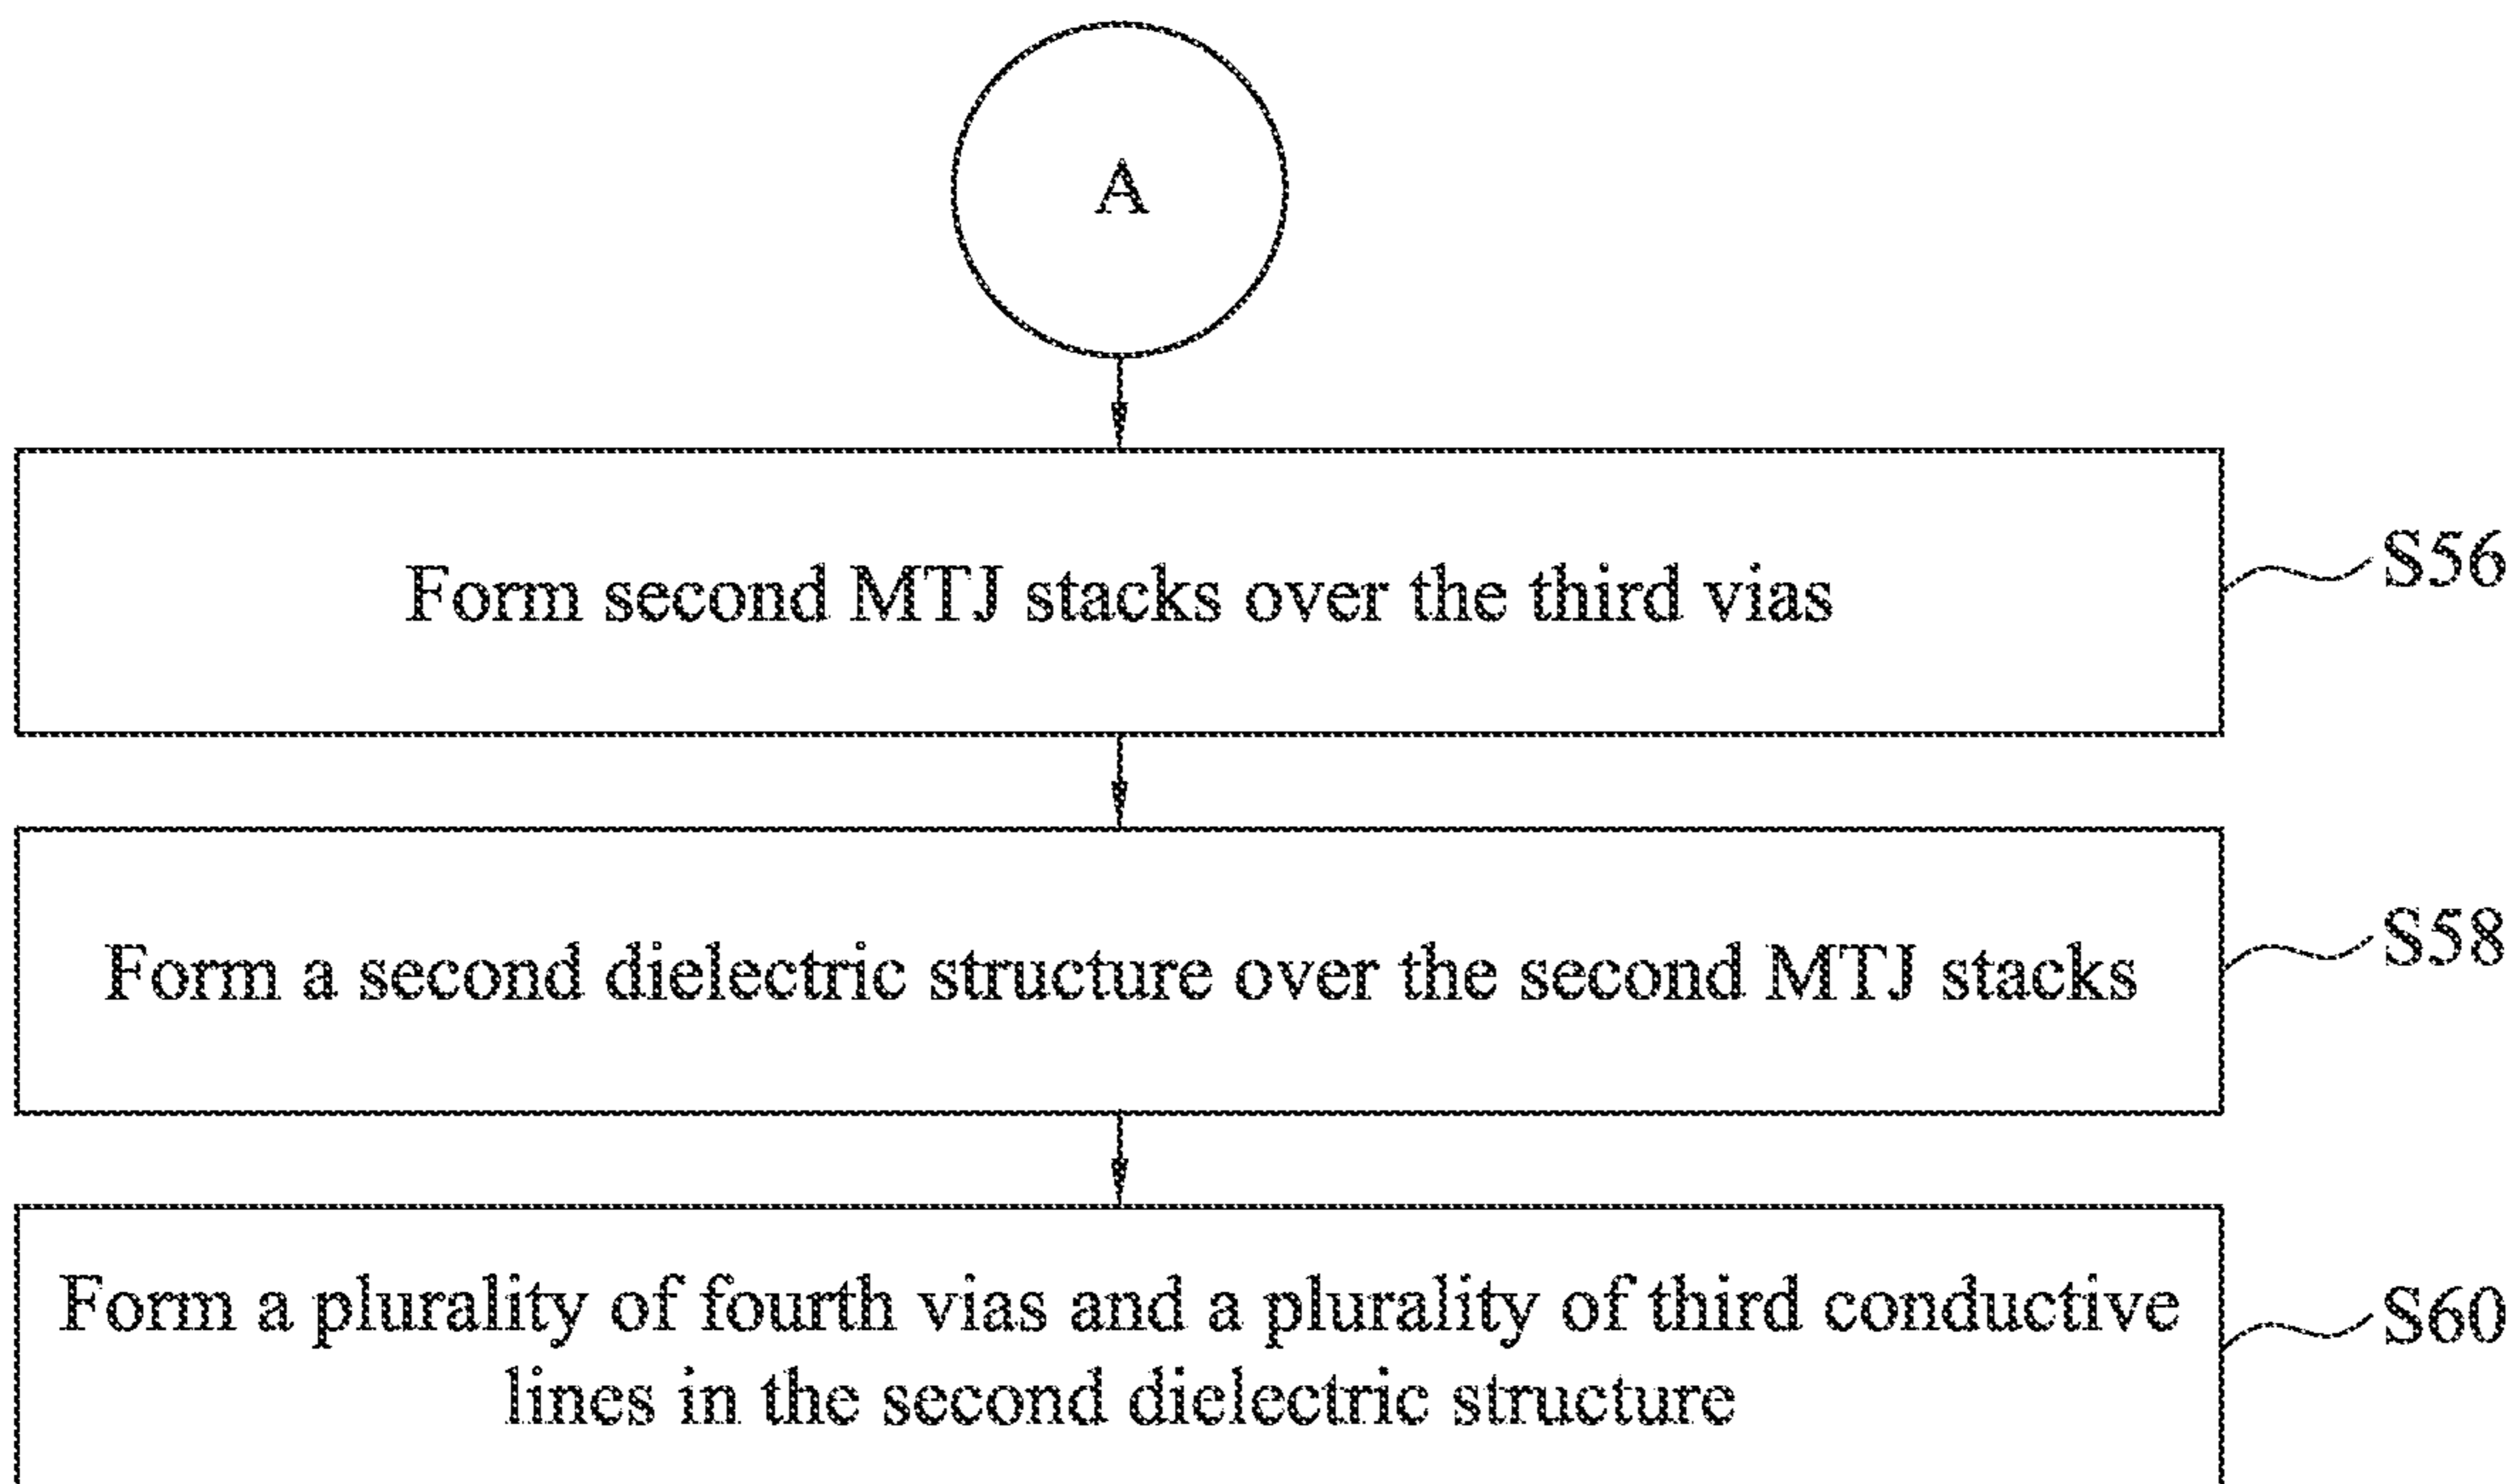 A
Form second MTJ stacks over the third vias
S56
Form a second dielectric structure over the second MTJ stacks
S58
Form a plurality of fourth vias and a plurality of third conductive
lines in the second dielectric structure
S60